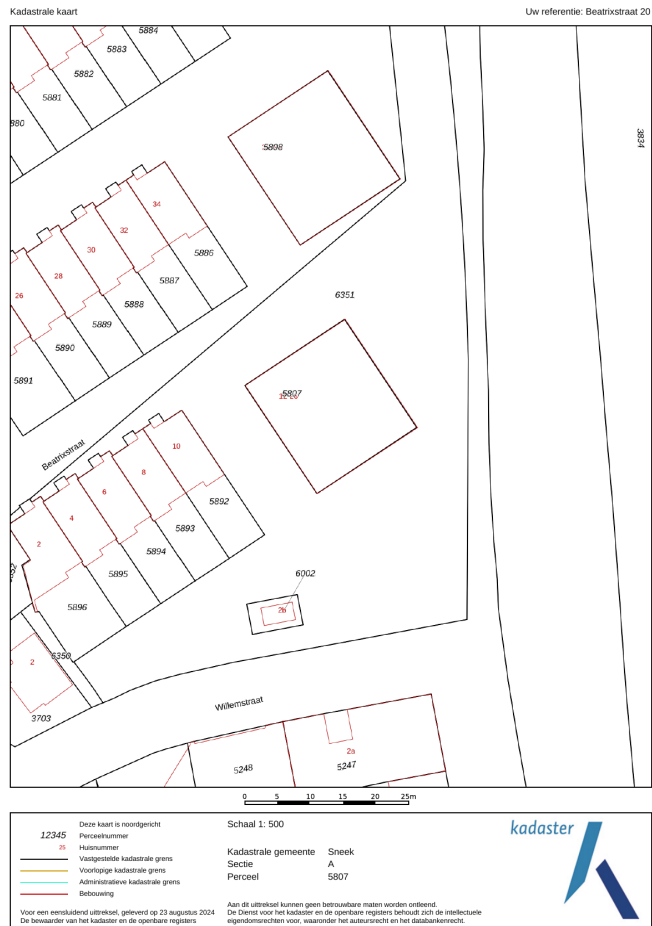 Kadastrale kaart
Uw referentie: Beatrixstraat 20
5884
5883
5882
5881
880
3834
5808
34
32
30
28
26
5886
5887
5888
5889
5890
5891
6351
5807
Beatrixstraat
10
8
6
4
2
5892
5893
5894
5895
5896
6002
2b
6350
2
3703
Willemstraat
2a
5248
5247
0 5 10 15 20 25m
Deze kaart is noordgericht
12345 Perceelnummer
25 Huisnummer
Vastgestelde kadastrale grens
Voorlopige kadastrale grens
Administratieve kadastrale grens
Bebouwing
Voor een eensluidend uittreksel, geleverd op 23 augustus 2024
De bewaarder van het kadaster en de openbare registers
Schaal 1: 500
Kadastrale gemeente Sneek
Sectie A
Perceel 5807
Aan dit uittreksel kunnen geen betrouwbare maten worden ontleend.
De Dienst voor het kadaster en de openbare registers behoudt zich de intellectuele
eigendomsrechten voor, waaronder het auteursrecht en het databankenrecht.
kadaster